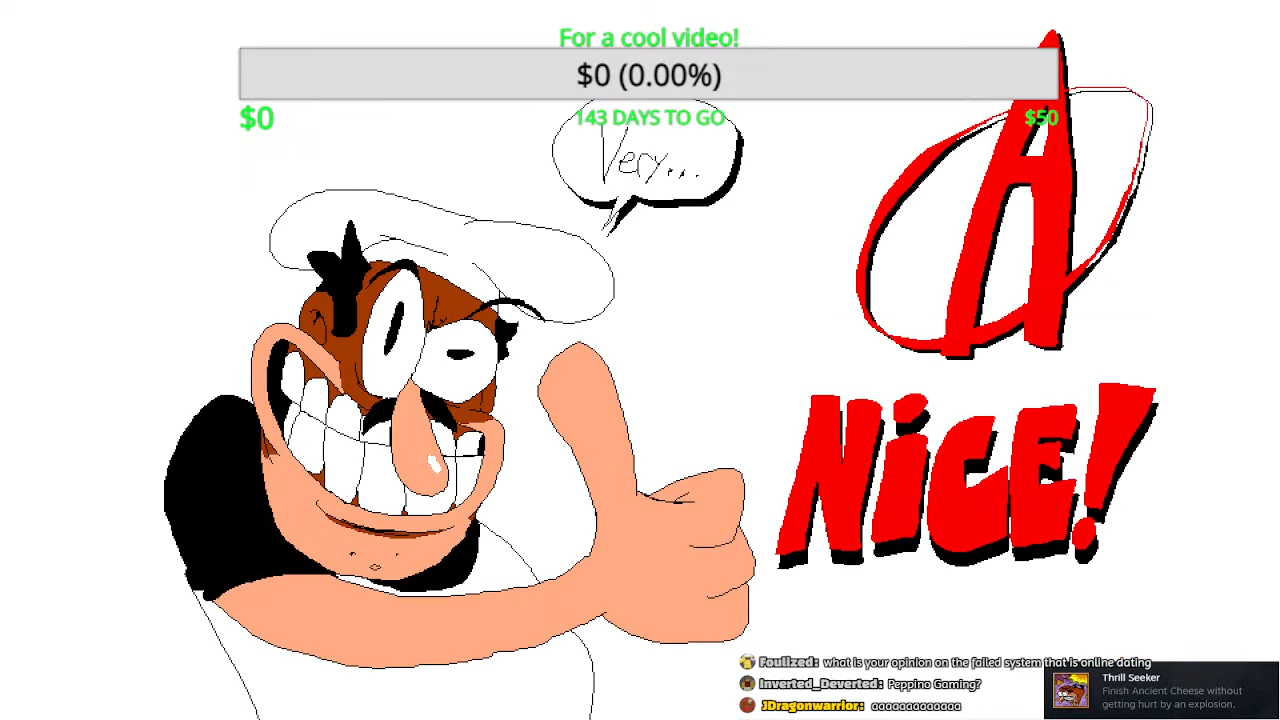 For a cool video!
$0 (0.00%)
$0
143 DAYS TO GO
$50
Very...
A
NICE!
Foulized: what is your opinion on the failed system that is online dating
Inverted_Deverted: Peppino Gaming?
JDragonwarrior: aaaaaaaaaaaaa
Thrill Seeker
Finish Ancient Cheese without
getting hurt by an explosion.